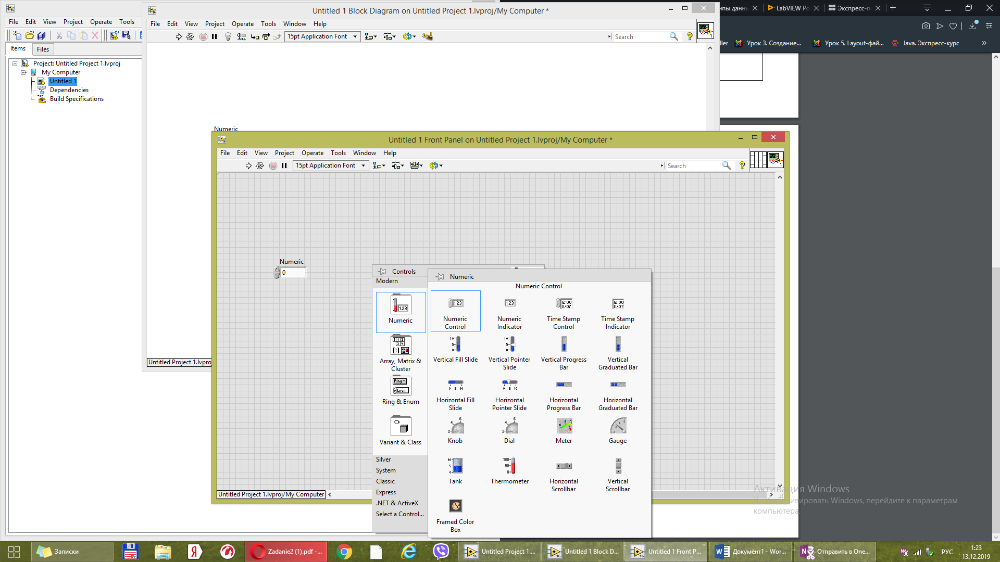 File Edit View Project Operate Tools
Items Files
Project: Untitled Project 1.lvproj
My Computer
Untitled 1
Dependencies
Build Specifications
Untitled 1 Block Diagram on Untitled Project 1.lvproj/My Computer *
File Edit View Project Operate Tools Window Help
15pt Application Font
Search
Numeric
Untitled Project 1.lvpro
LabVIEW Po
Экспресс-п
Урок 3. Создание...
Урок 5. Layout-фай...
Java. Экспресс-курс
Untitled 1 Front Panel on Untitled Project 1.lvproj/My Computer *
File Edit View Project Operate Tools Window Help
15pt Application Font
Search
Numeric
0
Controls
Modern
Numeric
Array, Matrix &
Cluster
Ring & Enum
Variant & Class
Silver
System
Classic
Express
.NET & ActiveX
Select a Control...
Numeric
Numeric Control
Numeric
Control
Numeric
Indicator
Time Stamp
Control
Time Stamp
Indicator
Vertical Fill Slide
Vertical Pointer
Slide
Vertical Progress
Bar
Vertical
Graduated Bar
Horizontal Fill
Slide
Horizontal
Pointer Slide
Horizontal
Progress Bar
Horizontal
Graduated Bar
Knob
Dial
Meter
Gauge
Tank
Thermometer
Horizontal
Scrollbar
Vertical
Scrollbar
Framed Color
Box
Untitled Project 1.lvproj/My Computer
Активация Windows
активировать Windows, перейдите к параметрам
компьютера.
Записки
Zadanie2 (1).pdf -...
Untitled Project 1....
Untitled 1 Block D...
Untitled 1 Front P...
Документ1 - Wor...
Отправить в One...
РУС
1:23
13.12.2019